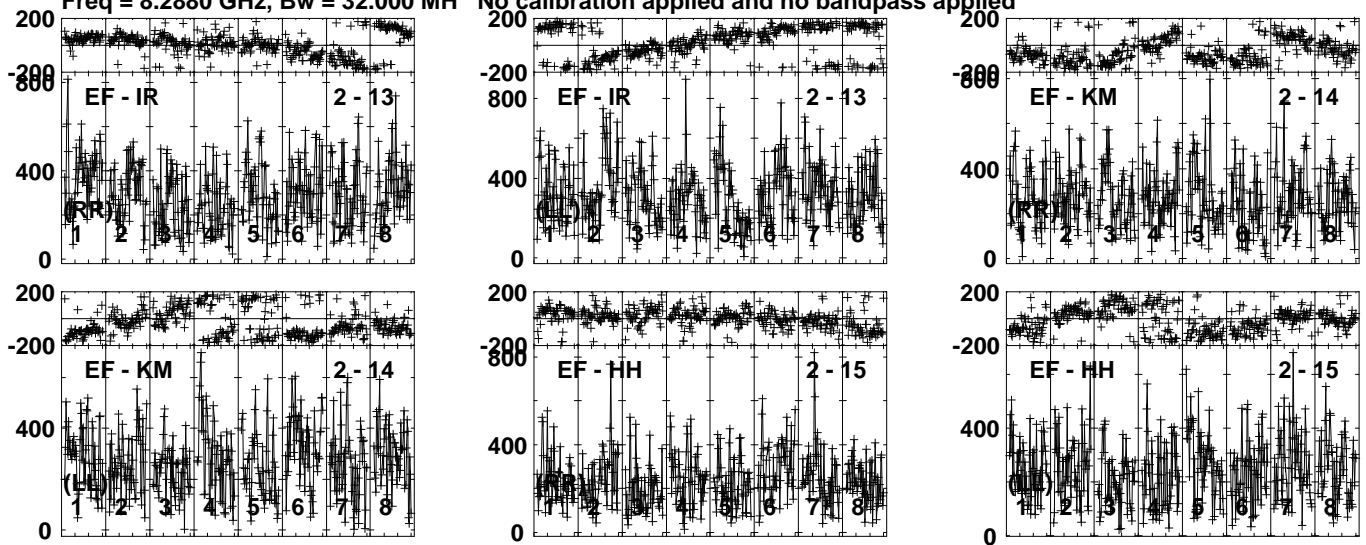 Freq = 8.2880 GHz, Bw = 32.000 MH No calibration applied and no bandpass applied
200
-200
800
400
0
EF - IR 2 - 13
(RR)
1 2 3 4 5 6 7 8
200
-200
800
400
0
EF - IR 2 - 13
(LL)
1 2 3 4 5 6 7 8
200
-200
800
400
0
EF - KM 2 - 14
(RR)
1 2 3 4 5 6 7 8
200
-200
400
0
EF - KM 2 - 14
(LL)
1 2 3 4 5 6 7 8
200
-200
800
400
0
EF - HH 2 - 15
(RR)
1 2 3 4 5 6 7 8
200
-200
400
0
EF - HH 2 - 15
(LL)
1 2 3 4 5 6 7 8